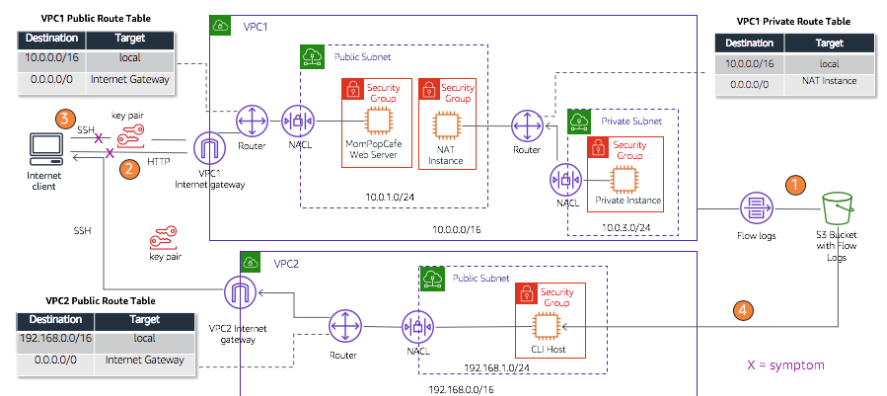 VPC1 Public Route Table
Destination Target
10.0.0.0/16 local
0.0.0.0/0 Internet Gateway
VPC1
Public Subnet
Security
Group
MomPopCafe
Web Server
Security
Group
NAT
Instance
10.0.1.0/24
Router
NACL
Router
VPC1 Private Route Table
Destination Target
10.0.0.0/16 local
0.0.0.0/0 NAT Instance
Private Subnet
Security
Group
Private Instance
NACL
10.0.3.0/24
10.0.0.0/16
3
SSH
key pair
HTTP
2
Internet
client
VPC1
Internet gateway
1
Flow logs
S3 Bucket
with Flow
Logs
SSH
key pair
VPC2
Public Subnet
Security
Group
CLI Host
4
VPC2 Internet
gateway
Router
NACL
192.168.1.0/24
192.168.0.0/16
VPC2 Public Route Table
Destination Target
192.168.0.0/16 local
0.0.0.0/0 Internet Gateway
X = symptom